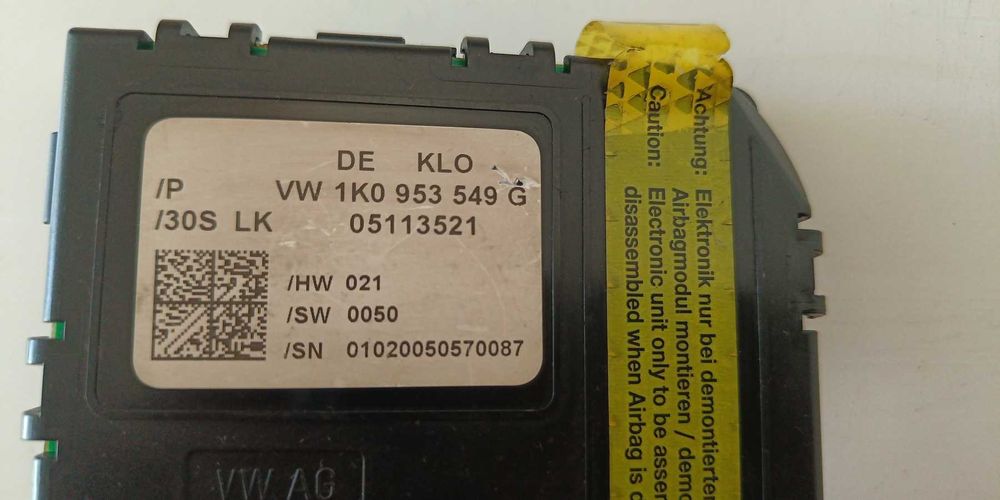 DE KLO
/P VW 1K0 953 549 G
/30S LK 05113521
/HW 021
/SW 0050
/SN 01020050570087
VW AG
Achtung: Elektronik nur bei demontierten
Airbagmodul montieren /
Caution: Electronic unit only to be
disassembled when Airbag is